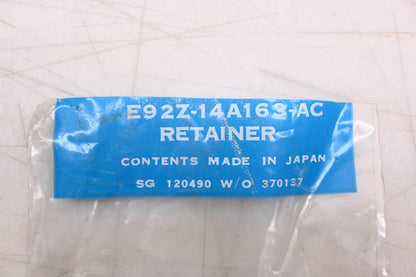 E92Z-14A163-AC
RETAINER
CONTENTS MADE IN JAPAN
SG 120490 W/O 370137